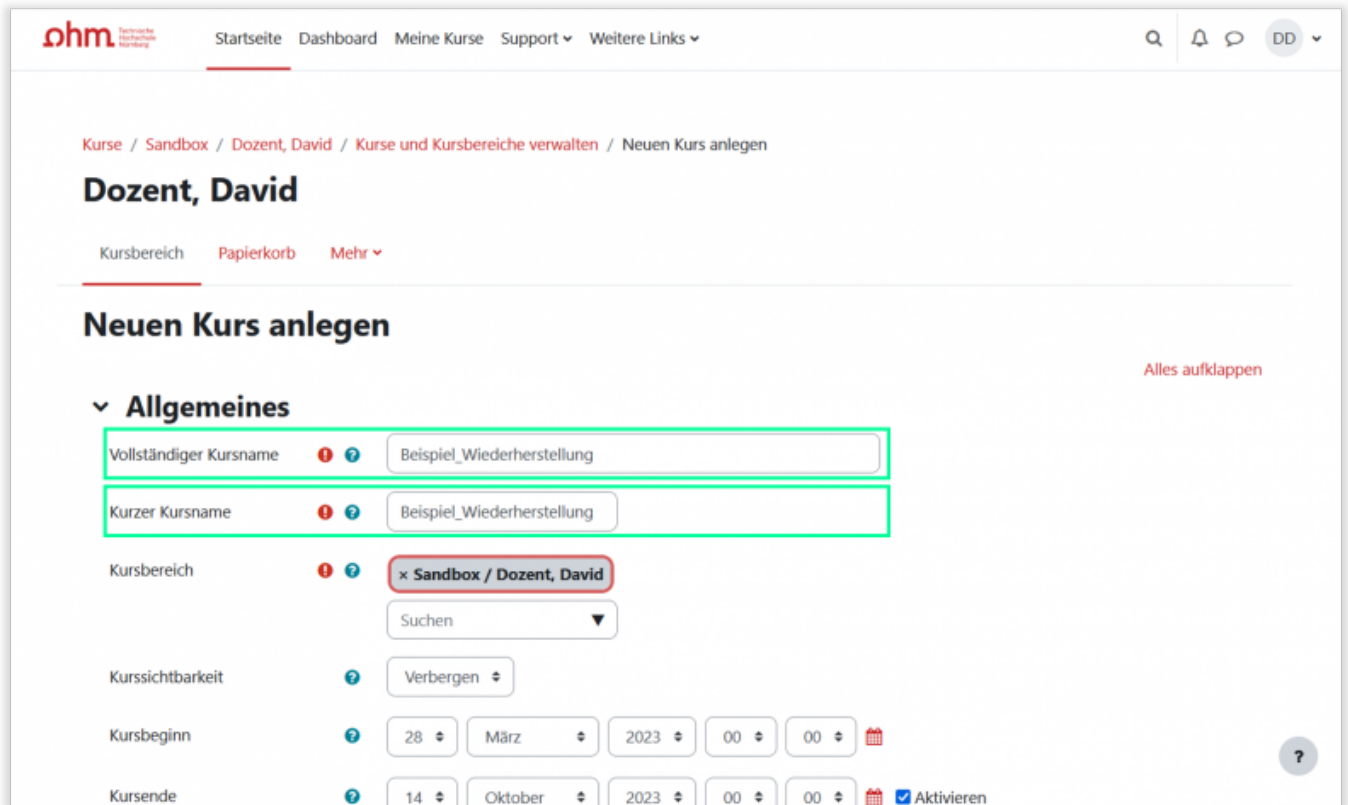 ohm Technische Hochschule Nürnberg
Startseite Dashboard Meine Kurse Support Weitere Links DD
Kurse / Sandbox / Dozent, David / Kurse und Kursbereiche verwalten / Neuen Kurs anlegen
Dozent, David
Kursbereich Papierkorb Mehr
Neuen Kurs anlegen
Alles aufklappen
Allgemeines
Vollständiger Kursname ! ? Beispiel_Wiederherstellung
Kurzer Kursname ! ? Beispiel_Wiederherstellung
Kursbereich ! ? × Sandbox / Dozent, David
Suchen ▼
Kurssichtbarkeit ? Verbergen
Kursbeginn ? 28 März 2023 00 00
?
Kursende ? 14 Oktober 2023 00 00 Aktivieren